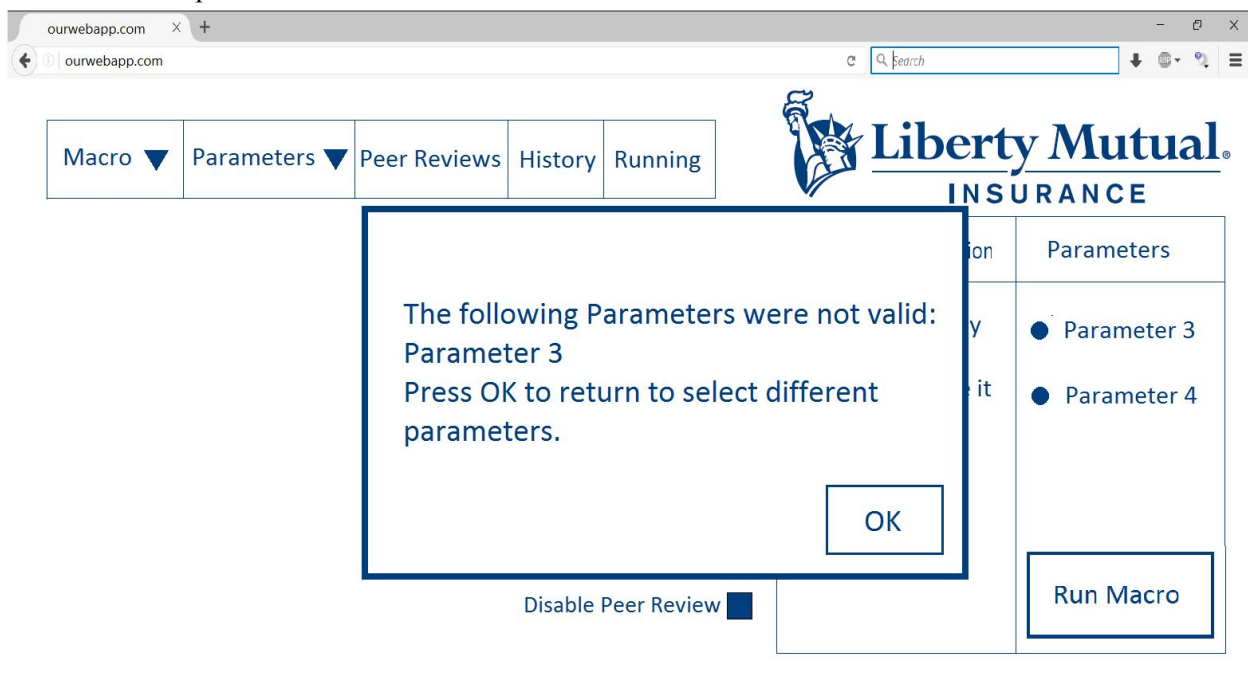 ourwebapp.com
ourwebapp.com
Search
Macro Parameters Peer Reviews History Running
Liberty Mutual
INSURANCE
ion Parameters
The following Parameters were not valid:
Parameter 3
Press OK to return to select different
parameters.
OK
y
it
Parameter 3
Parameter 4
Run Macro
Disable Peer Review